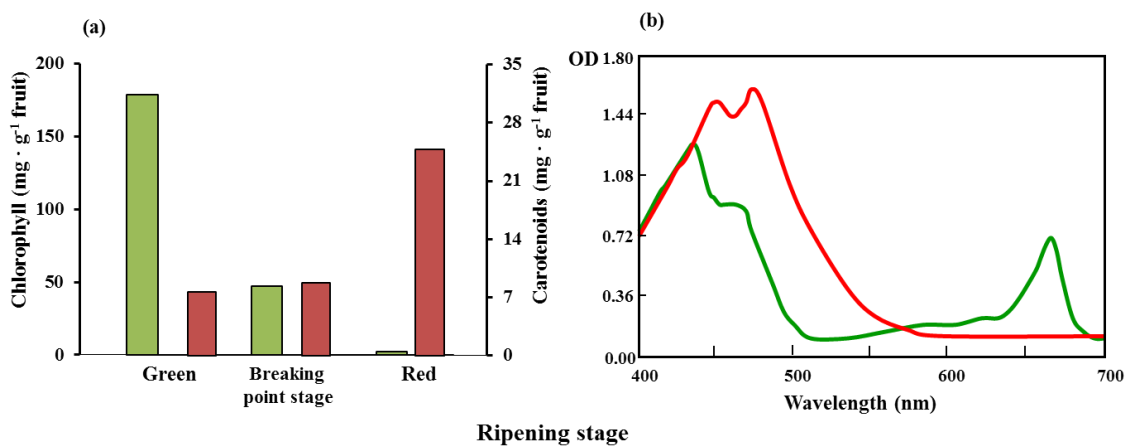 (a)
Chlorophyll (mg · g-1 fruit)
200
150
100
50
0
35
28
21
14
7
0
Carotenoids (mg · g-1 fruit)
Green
Breaking
point stage
Red
(b)
OD
1.80
1.44
1.08
0.72
0.36
0.00
400
500
600
700
Wavelength (nm)
Ripening stage